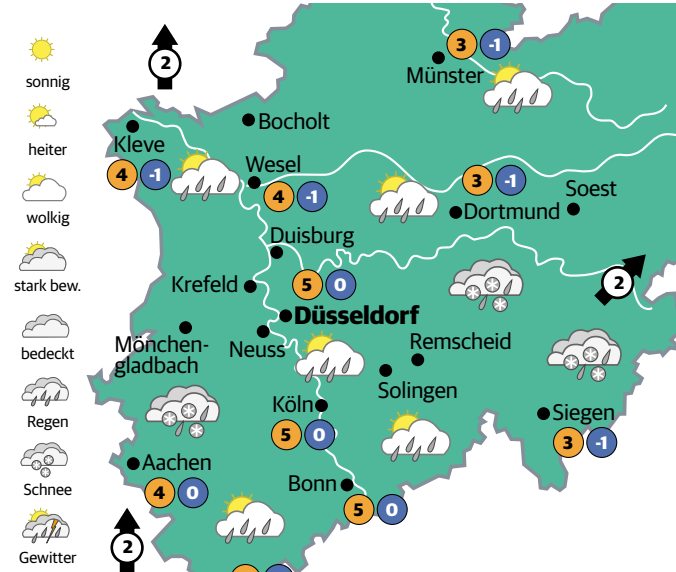 sonnig
heiter
wolkig
stark bew.
bedeckt
Regen
Schnee
Gewitter
2
3 -1
Münster
Bocholt
Kleve
4 -1
Wesel
4 -1
3 -1
Dortmund
Soest
Duisburg
Krefeld
5 0
2
Düsseldorf
Mönchen-
gladbach
Neuss
Remscheid
Solingen
Köln
5 0
Siegen
3 -1
Aachen
4 0
Bonn
5 0
2